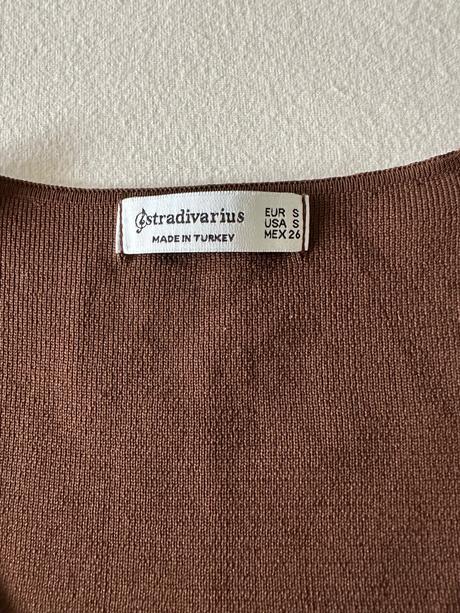 stradivarius
MADE IN TURKEY
EUR S
USA S
MEX 26